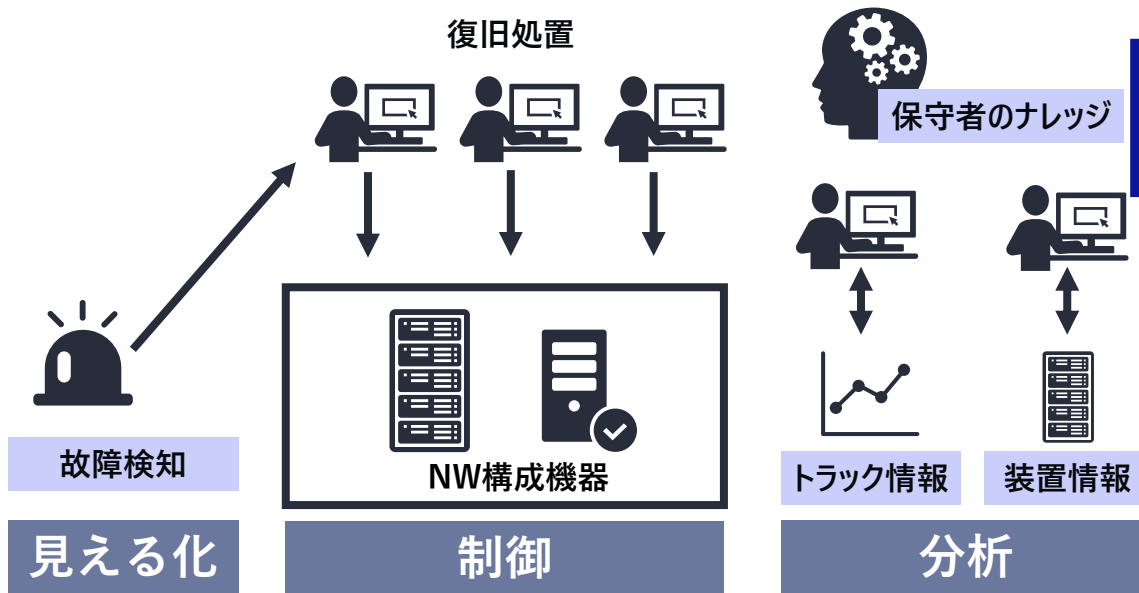 復旧処置
保守者のナレッジ
故障検知
NW構成機器
トラック情報
装置情報
見える化
制御
分析